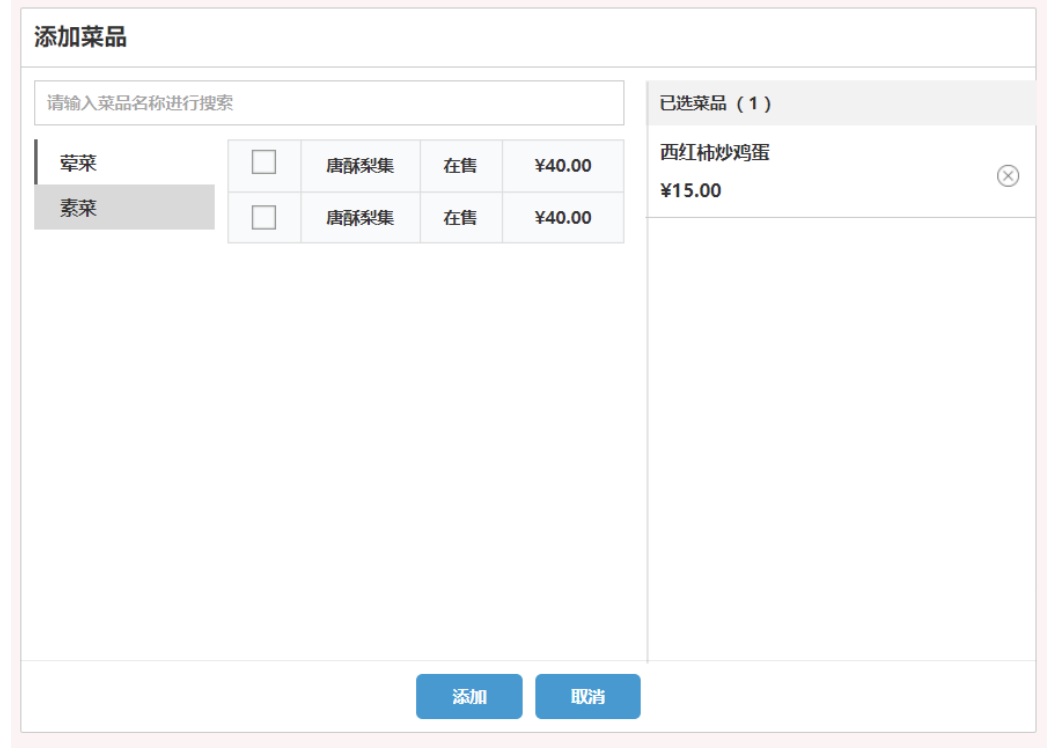 添加菜品
请输入菜品名称进行搜索
荤菜
素菜
唐酥梨集 在售 ¥40.00
唐酥梨集 在售 ¥40.00
已选菜品（1）
西红柿炒鸡蛋
¥15.00
添加 取消